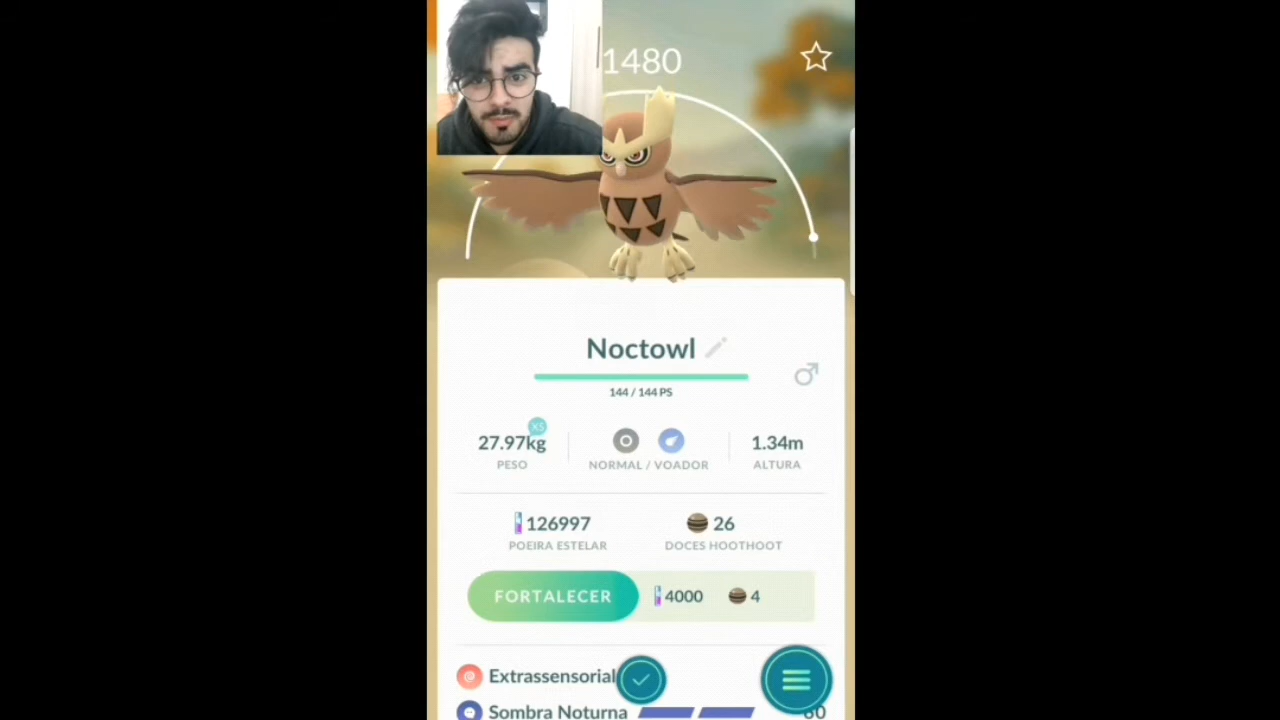 1480
Noctowl
144 / 144 PS
XS
27.97kg
PESO
NORMAL / VOADOR
1.34m
ALTURA
126997
POEIRA ESTELAR
26
DOCES HOOTHOOT
FORTALECER
4000
4
Extrassensorial
Sombra Noturna